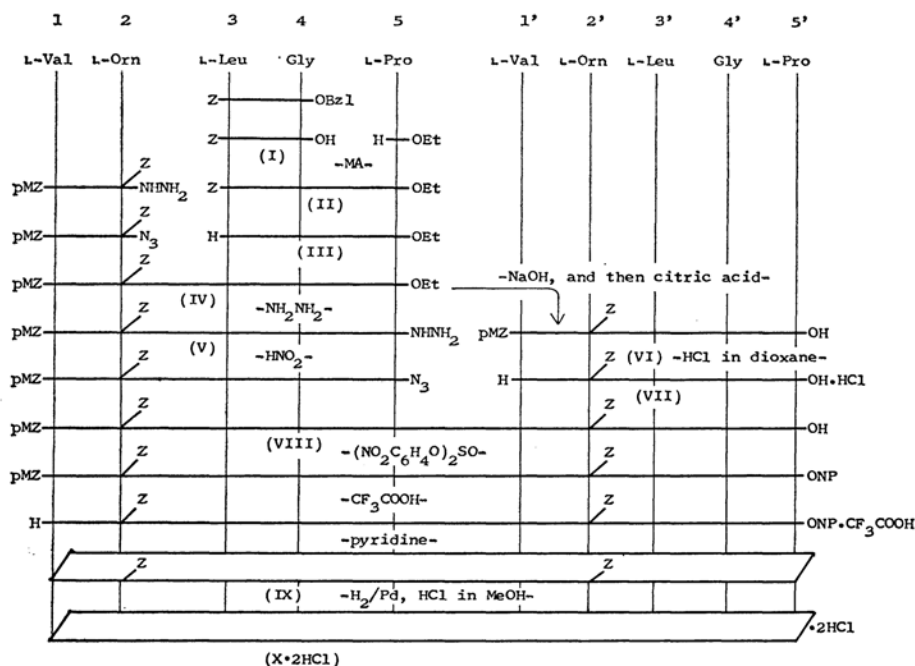 1 2 3 4 5 1' 2' 3' 4' 5'
L-Val L-Orn L-Leu Gly L-Pro L-Val L-Orn L-Leu Gly L-Pro
Z OBzl
Z OH H OEt
(I) -MA-
Z
pMZ NHNH2 Z OEt
(II)
Z
pMZ N3 H OEt
(III)
Z
pMZ OEt -NaOH, and then citric acid-
(IV) -NH2NH2-
Z Z
pMZ NHNH2 pMZ OH
(V) -HNO2- (VI) -HCl in dioxane-
Z Z
pMZ N3 H OH•HCl
(VII)
Z Z
pMZ OH
(VIII) -(NO2C6H4O)2SO-
Z Z
pMZ ONP
Z -CF3COOH- Z
H ONP•CF3COOH
-pyridine-
Z Z
(IX) -H2/Pd, HCl in MeOH-
•2HCl
(X•2HCl)